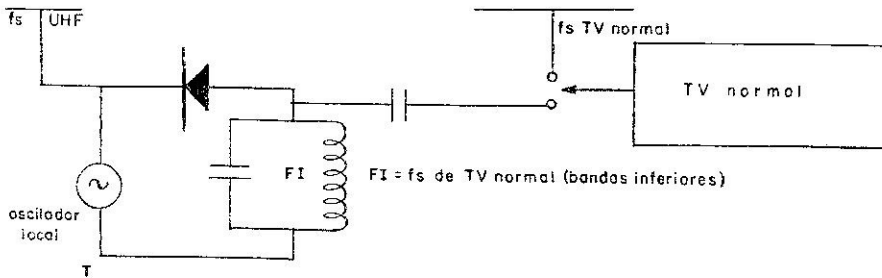 fs UHF
fs TV normal
TV normal
FI
FI = fs de TV normal (bandas inferiores)
oscilador
local
T